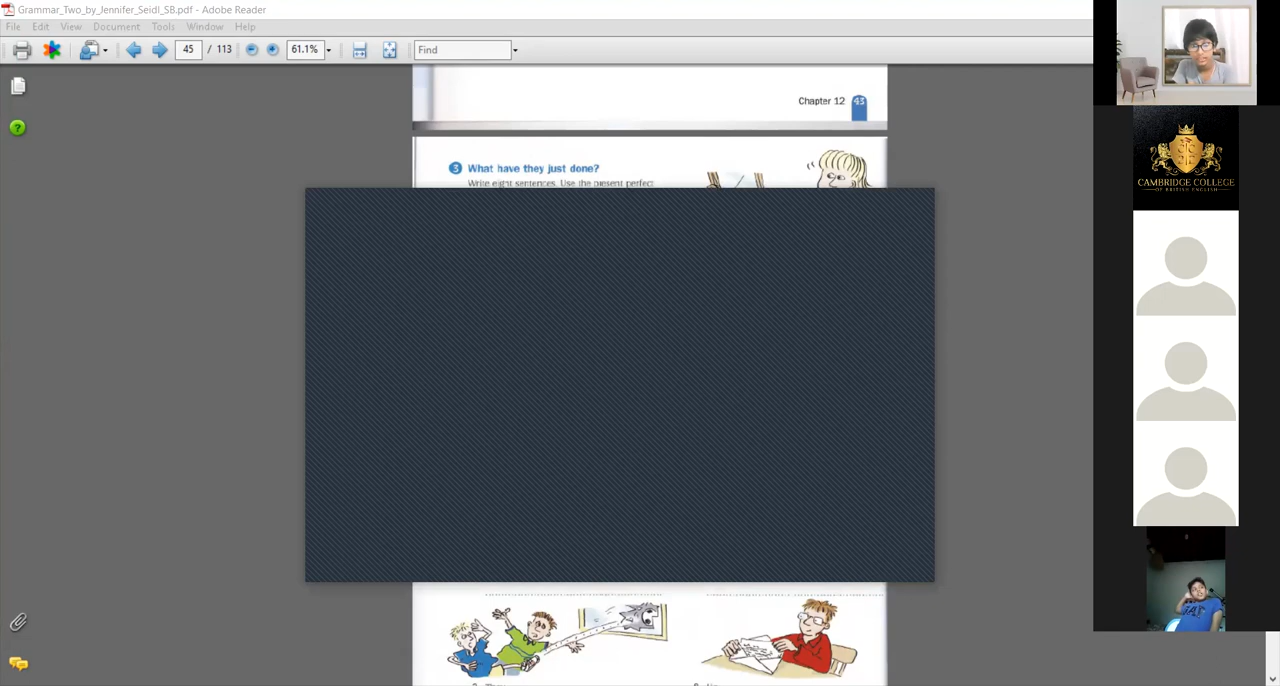 Grammar_Two_by_Jennifer_Seidl_SB.pdf - Adobe Reader
File Edit View Document Tools Window Help
45 / 113 61.1% Find
Chapter 12 43
3 What have they just done?
Write eight sentences. Use the present perfect
CAMBRIDGE COLLEGE
OF BRITISH ENGLISH